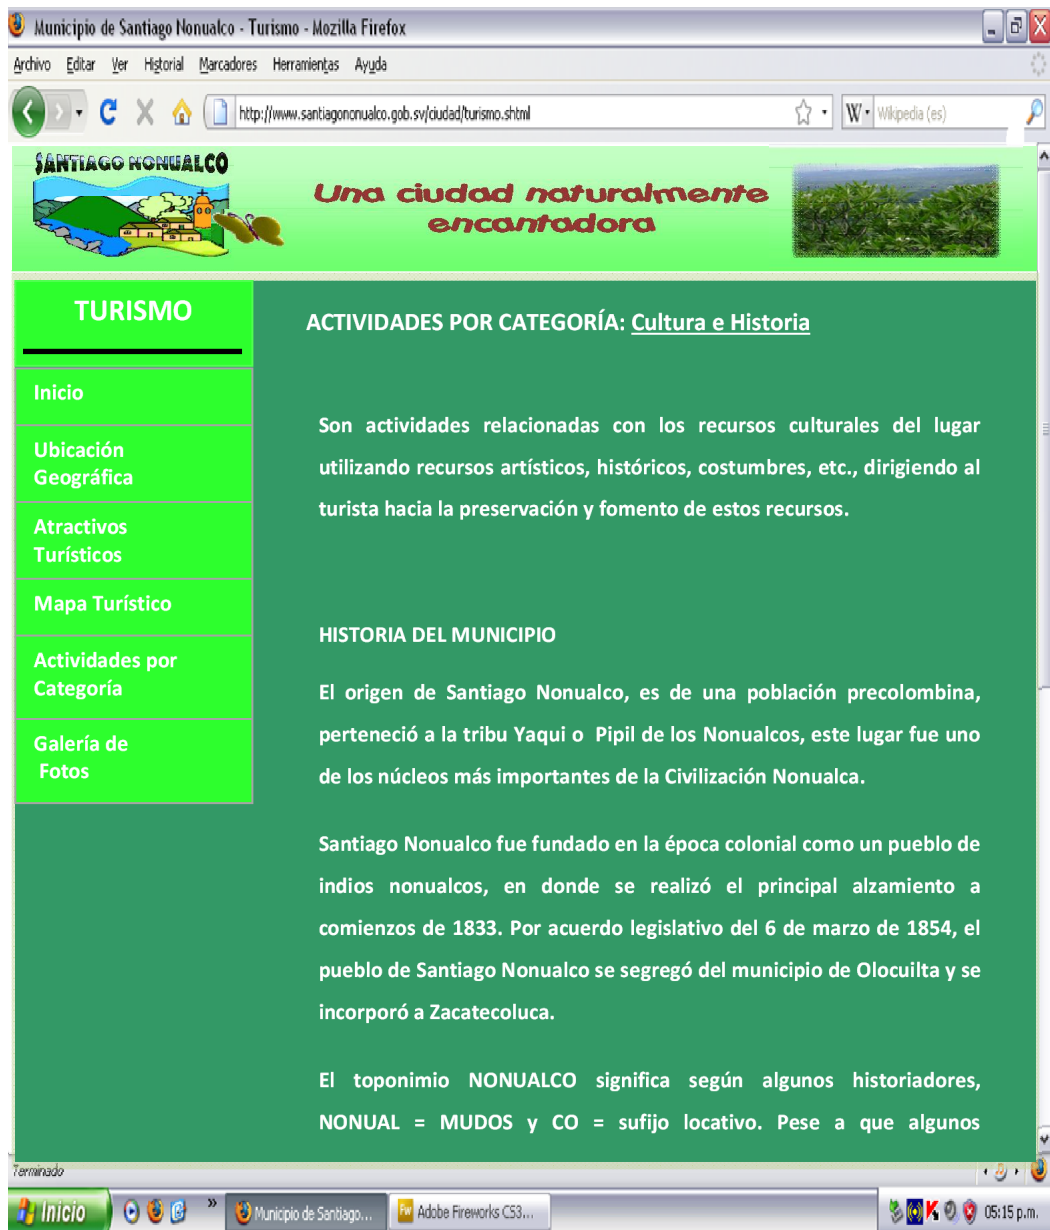 Municipio de Santiago Nonualco - Turismo - Mozilla Firefox
Archivo Editar Ver Historial Marcadores Herramientas Ayuda
http://www.santiagononualco.gob.sv/ciudad/turismo.shtml
W Wikipedia (es)
SANTIAGO NONUALCO
Una ciudad naturalmente
encantadora
TURISMO
Inicio
Ubicación
Geográfica
Atractivos
Turísticos
Mapa Turístico
Actividades por
Categoría
Galería de
Fotos
ACTIVIDADES POR CATEGORÍA: Cultura e Historia
Son actividades relacionadas con los recursos culturales del lugar
utilizando recursos artísticos, históricos, costumbres, etc., dirigiendo al
turista hacia la preservación y fomento de estos recursos.
HISTORIA DEL MUNICIPIO
El origen de Santiago Nonualco, es de una población precolombina,
perteneció a la tribu Yaqui o Pipil de los Nonualcos, este lugar fue uno
de los núcleos más importantes de la Civilización Nonualca.
Santiago Nonualco fue fundado en la época colonial como un pueblo de
indios nonualcos, en donde se realizó el principal alzamiento a
comienzos de 1833. Por acuerdo legislativo del 6 de marzo de 1854, el
pueblo de Santiago Nonualco se segregó del municipio de Olocuilta y se
incorporó a Zacatecoluca.
El toponimio NONUALCO significa según algunos historiadores,
NONUAL = MUDOS y CO = sufijo locativo. Pese a que algunos
Terminado
Inicio » Municipio de Santiago... Fw Adobe Fireworks CS3... 05:15 p.m.